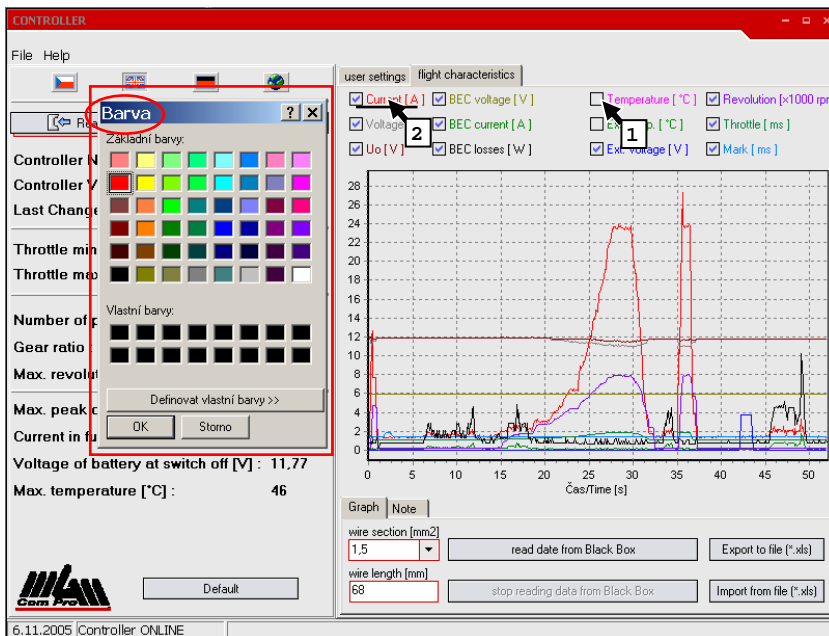 CONTROLLER
File Help
user settings flight characteristics
Current [ A ] BEC voltage [ V ] Temperature [ °C ] Revolution [×1000 rpm
Voltage BEC current [ A ] [ °C ] Throttle [ ms ]
Uo [ V ] BEC losses [ W ] Ext. voltage [ V ] Mark [ ms ]
2
1
Barva
Základní barvy:
Vlastní barvy:
Definovat vlastní barvy >>
OK Storno
Controller
Controller
Last Change
Throttle min
Throttle max
Number of
Gear ratio :
Max.
Max. peak
Current in
Voltage of battery at switch off [V] : 11,77
Max. temperature [°C] : 46
28
26
24
22
20
18
16
14
12
10
8
6
4
2
0
0 5 10 15 20 25 30 35 40 45 50
Čas/Time [s]
Graph Note
wire section [mm2]
1,5 read date from Black Box Export to file (*.xls)
wire length [mm]
68 stop reading data from Black Box Import from file (*.xls)
Default
Com Pro
6.11.2005 Controller ONLINE